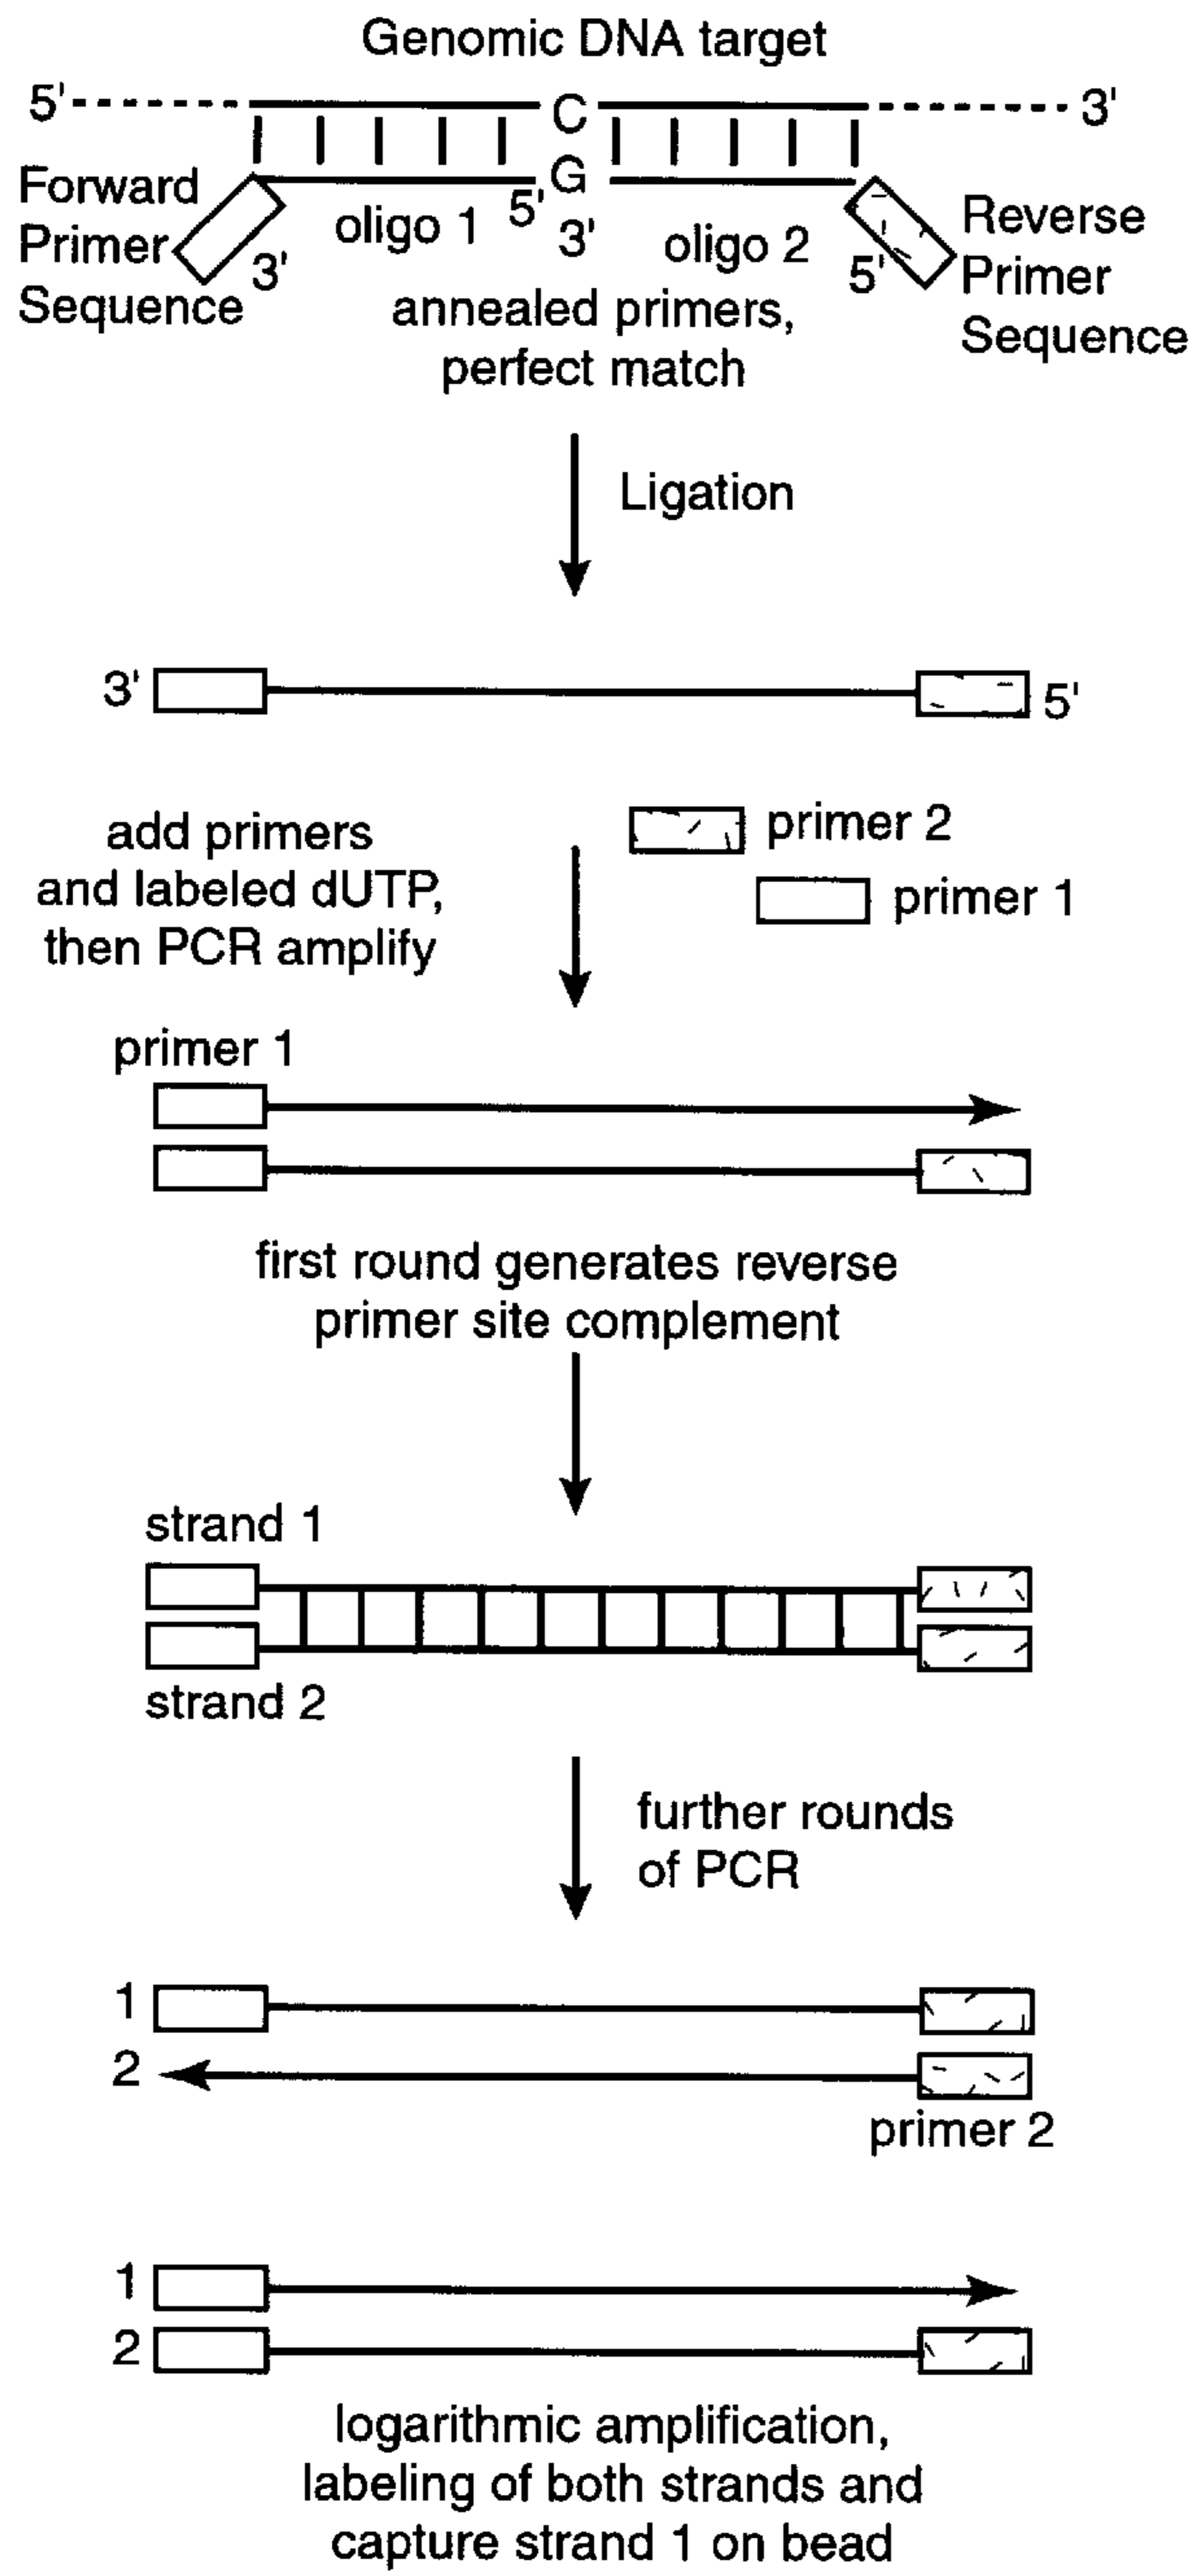 Genomic DNA target
5' C 3'
G
Forward
Primer
Sequence
3'
oligo 1
5'
3'
oligo 2
5'
Reverse
Primer
Sequence
annealed primers,
perfect match
Ligation
3' 5'
add primers
and labeled dUTP,
then PCR amplify
primer 2
primer 1
primer 1
first round generates reverse
primer site complement
strand 1
strand 2
further rounds
of PCR
1
2
primer 2
1
2
logarithmic amplification,
labeling of both strands and
capture strand 1 on bead